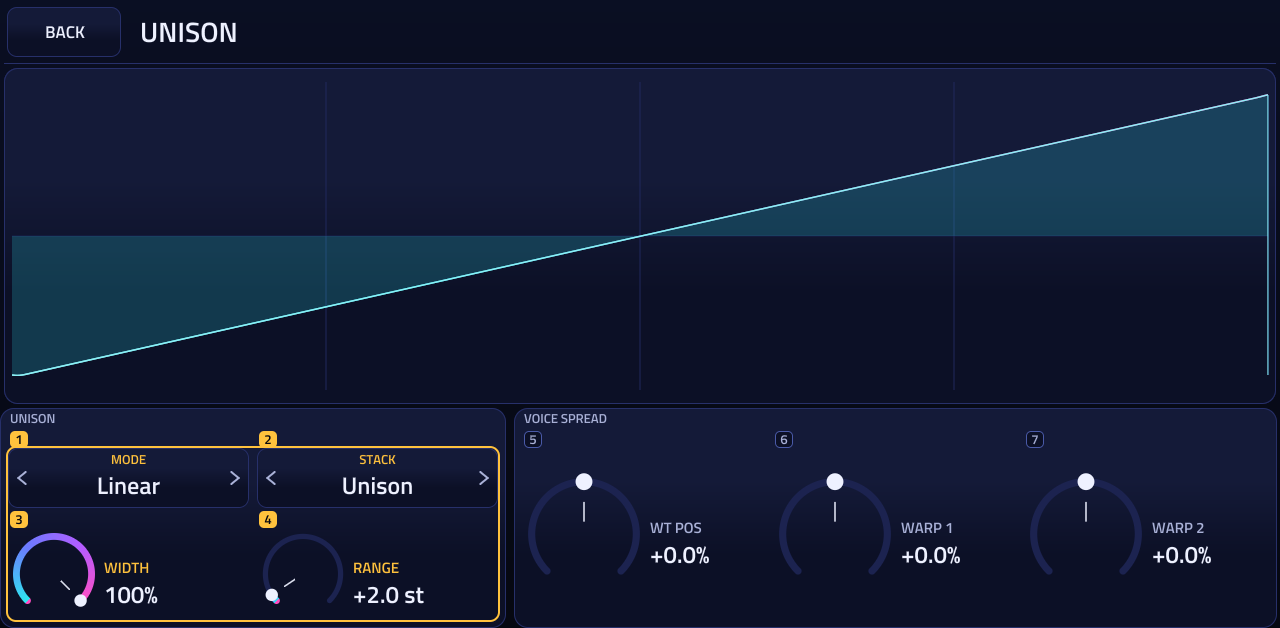 BACK
UNISON
UNISON
1
2
MODE
Linear
STACK
Unison
3
4
WIDTH
100%
RANGE
+2.0 st
VOICE SPREAD
5
6
7
WT POS
+0.0%
WARP 1
+0.0%
WARP 2
+0.0%